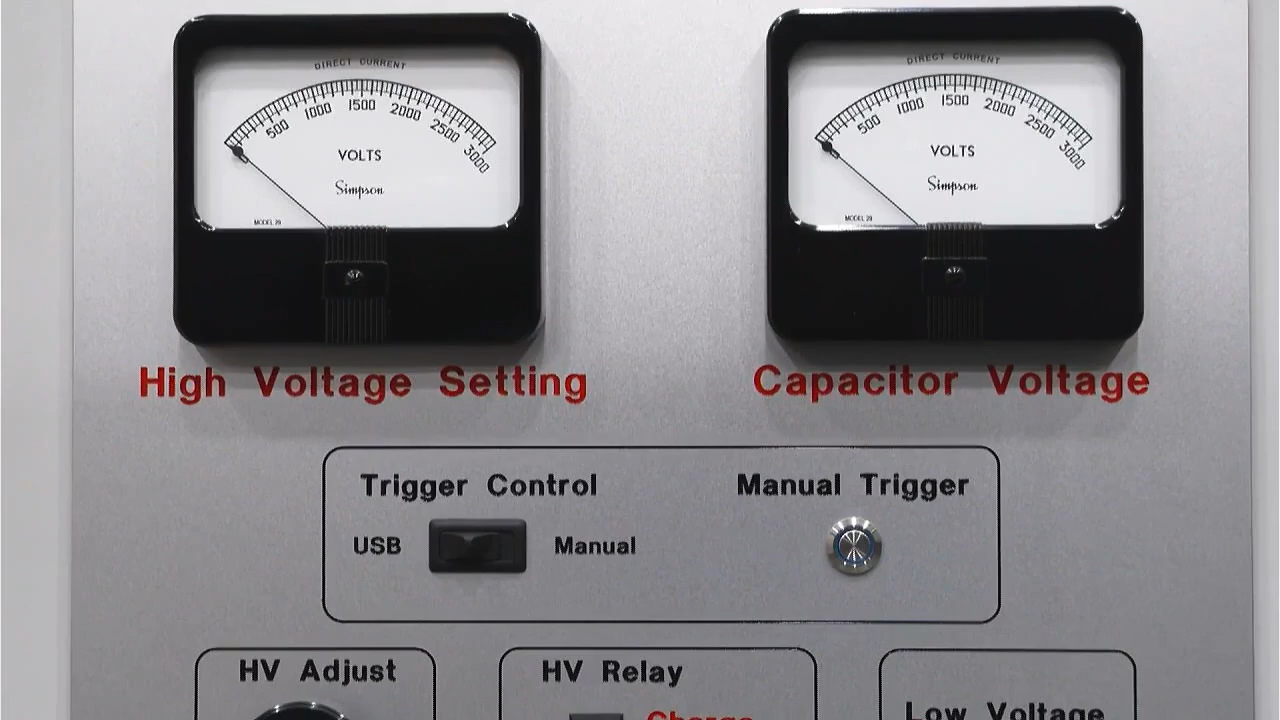 DIRECT CURRENT
500 1000 1500 2000 2500 3000
VOLTS
Simpson
MODEL 29
DIRECT CURRENT
500 1000 1500 2000 2500 3000
VOLTS
Simpson
MODEL 29
High Voltage Setting
Capacitor Voltage
Trigger Control
Manual Trigger
USB
Manual
HV Adjust
HV Relay
Charge
Low Voltage